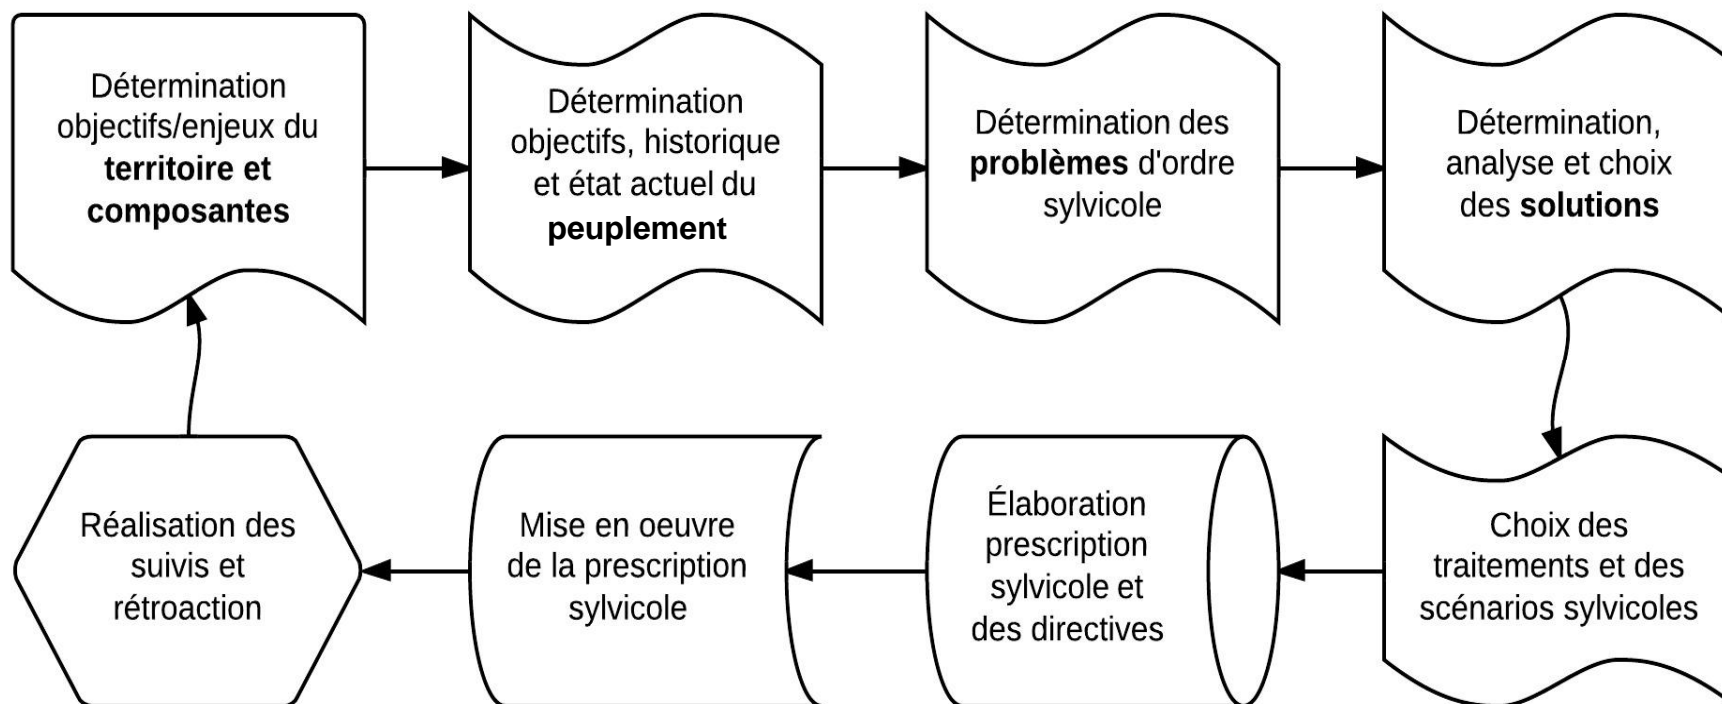 Détermination
objectifs/enjeux du
territoire et
composantes
Détermination
objectifs, historique
et état actuel du
peuplement
Détermination des
problèmes d'ordre
sylvicole
Détermination,
analyse et choix
des solutions
Choix des
traitements et des
scénarios sylvicoles
Élaboration
prescription
sylvicole et
des directives
Mise en oeuvre
de la prescription
sylvicole
Réalisation des
suivis et
rétroaction